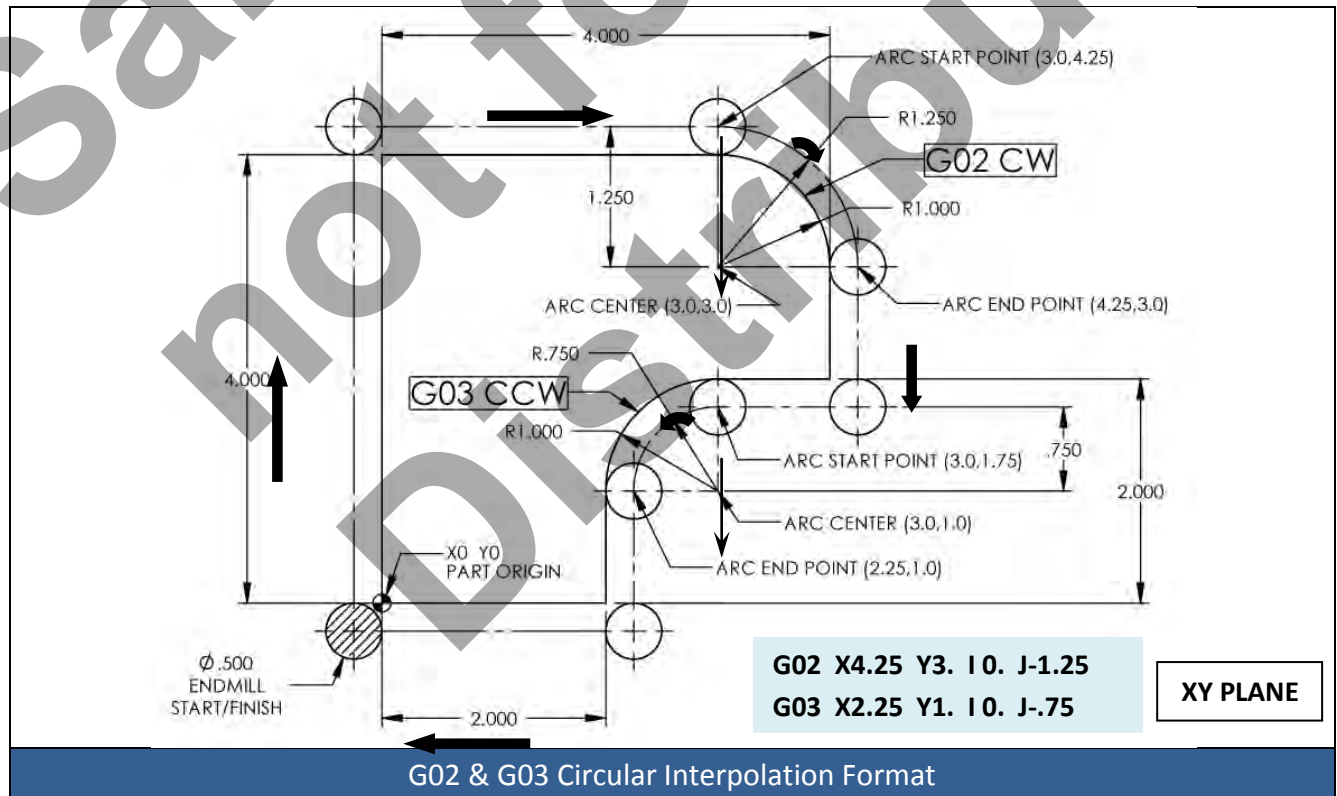 Sample
not for
Distribution
4.000
ARC START POINT (3.0,4.25)
R1.250
G02 CW
1.250
R1.000
ARC CENTER (3.0,3.0)
ARC END POINT (4.25,3.0)
R.750
4.000
G03 CCW
R1.000
.750
ARC START POINT (3.0,1.75)
2.000
ARC CENTER (3.0,1.0)
X0 Y0
PART ORIGIN
ARC END POINT (2.25,1.0)
Ø.500
ENDMILL
START/FINISH
2.000
G02 X4.25 Y3. I 0. J-1.25
G03 X2.25 Y1. I 0. J-.75
XY PLANE
G02 & G03 Circular Interpolation Format